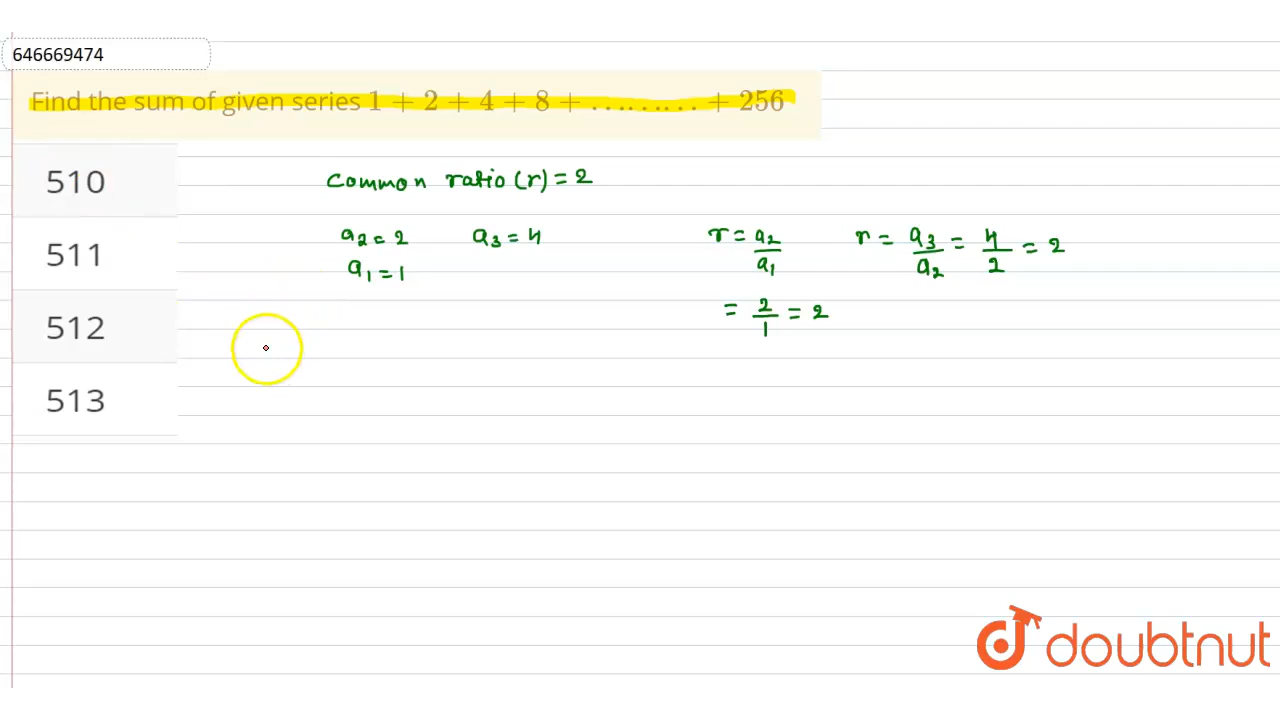 646669474
Find the sum of given series 1 + 2 + 4 + 8 + ......... + 256
510
511
512
513
Common ratio (r) = 2
a2 = 2 a3 = 4
a1 = 1
r = a2/a1
= 2/1 = 2
r = a3/a2 = 4/2 = 2
doubtnut